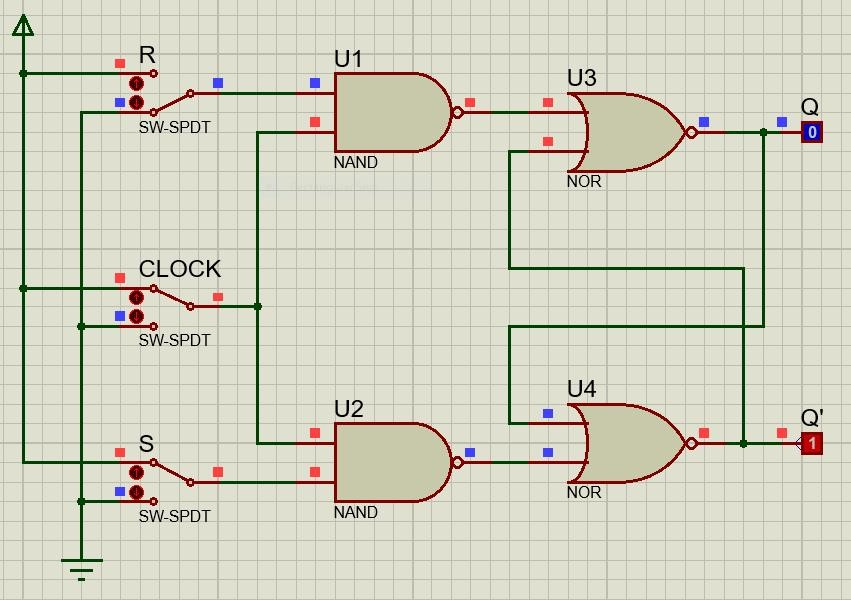 R
SW-SPDT
U1
NAND
U3
NOR
Q
0
CLOCK
SW-SPDT
S
SW-SPDT
U2
NAND
U4
NOR
Q'
1